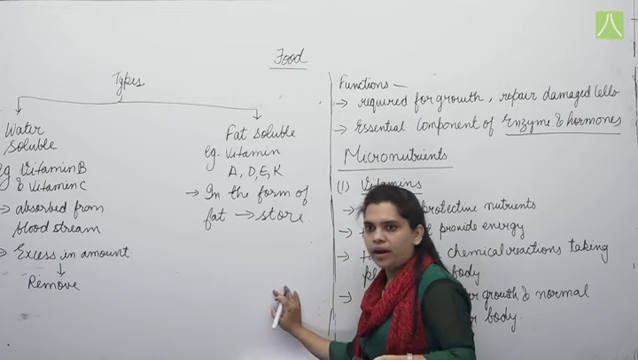 Food
Types
Water
Soluble
eg Vitamin B
& Vitamin C
→ absorbed from
blood stream
→ Excess in amount
↓
Remove
Fat soluble
Eg. Vitamin
A, D, E, K
→ In the form of
fat → store
Functions —
→ required for growth, repair damaged cells
→ Essential component of Enzyme & hormones
Micronutrients
(1) Vitamins
→ protective nutrients
→ provide energy
→ chemical reactions taking
body
→ growth & normal
body.